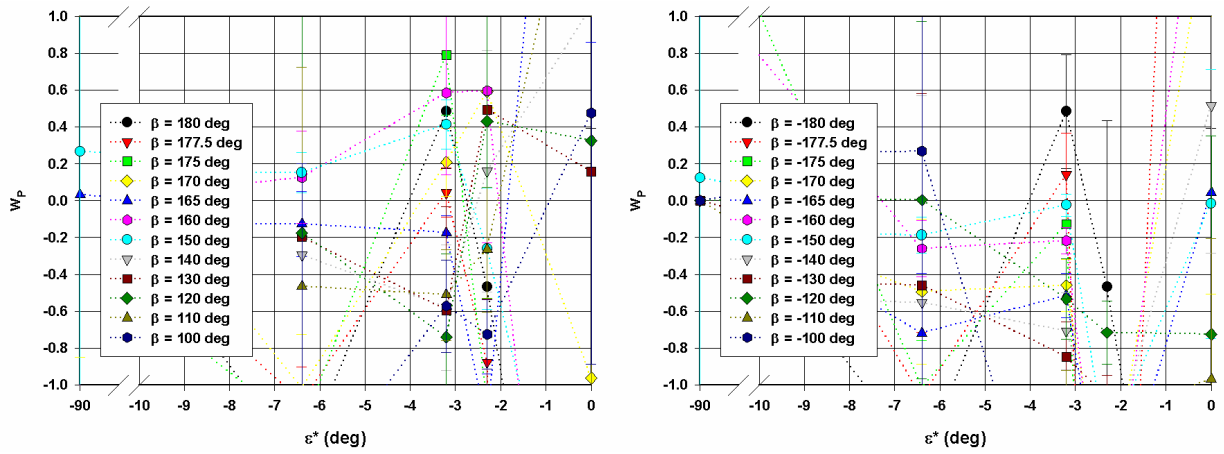 1.0
0.8
0.6
0.4
0.2
0.0
-0.2
-0.4
-0.6
-0.8
-1.0
w_P
β = 180 deg
β = 177.5 deg
β = 175 deg
β = 170 deg
β = 165 deg
β = 160 deg
β = 150 deg
β = 140 deg
β = 130 deg
β = 120 deg
β = 110 deg
β = 100 deg
-90 -10 -9 -8 -7 -6 -5 -4 -3 -2 -1 0
ε* (deg)
1.0
0.8
0.6
0.4
0.2
0.0
-0.2
-0.4
-0.6
-0.8
-1.0
w_P
β = -180 deg
β = -177.5 deg
β = -175 deg
β = -170 deg
β = -165 deg
β = -160 deg
β = -150 deg
β = -140 deg
β = -130 deg
β = -120 deg
β = -110 deg
β = -100 deg
-90 -10 -9 -8 -7 -6 -5 -4 -3 -2 -1 0
ε* (deg)